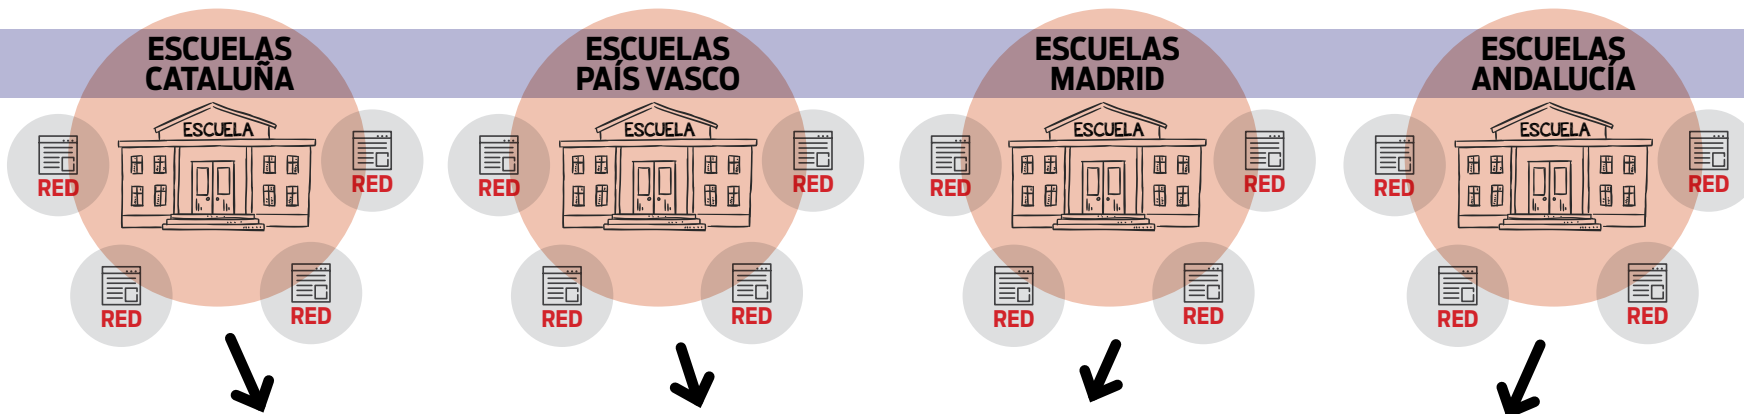 ESCUELAS
CATALUÑA
ESCUELA
RED
RED
RED
RED
ESCUELAS
PAÍS VASCO
ESCUELA
RED
RED
RED
RED
ESCUELAS
MADRID
ESCUELA
RED
RED
RED
RED
ESCUELAS
ANDALUCÍA
ESCUELA
RED
RED
RED
RED